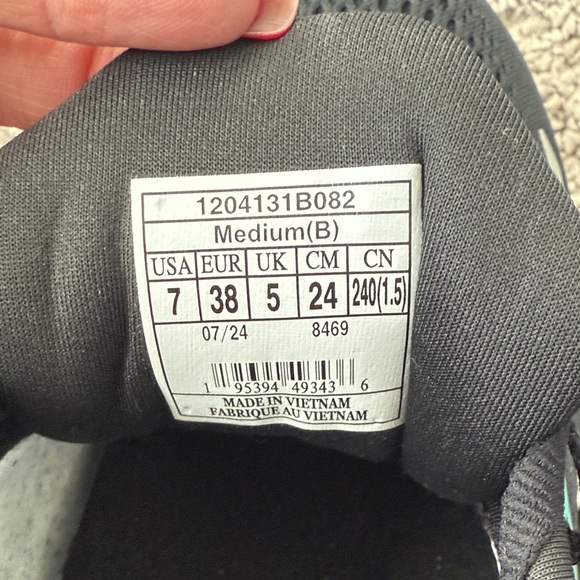 1204131B082
Medium(B)
USA EUR UK CM CN
7 38 5 24 240(1.5)
07/24 8469
1 95394 49343 6
MADE IN VIETNAM
FABRIQUE AU VIETNAM